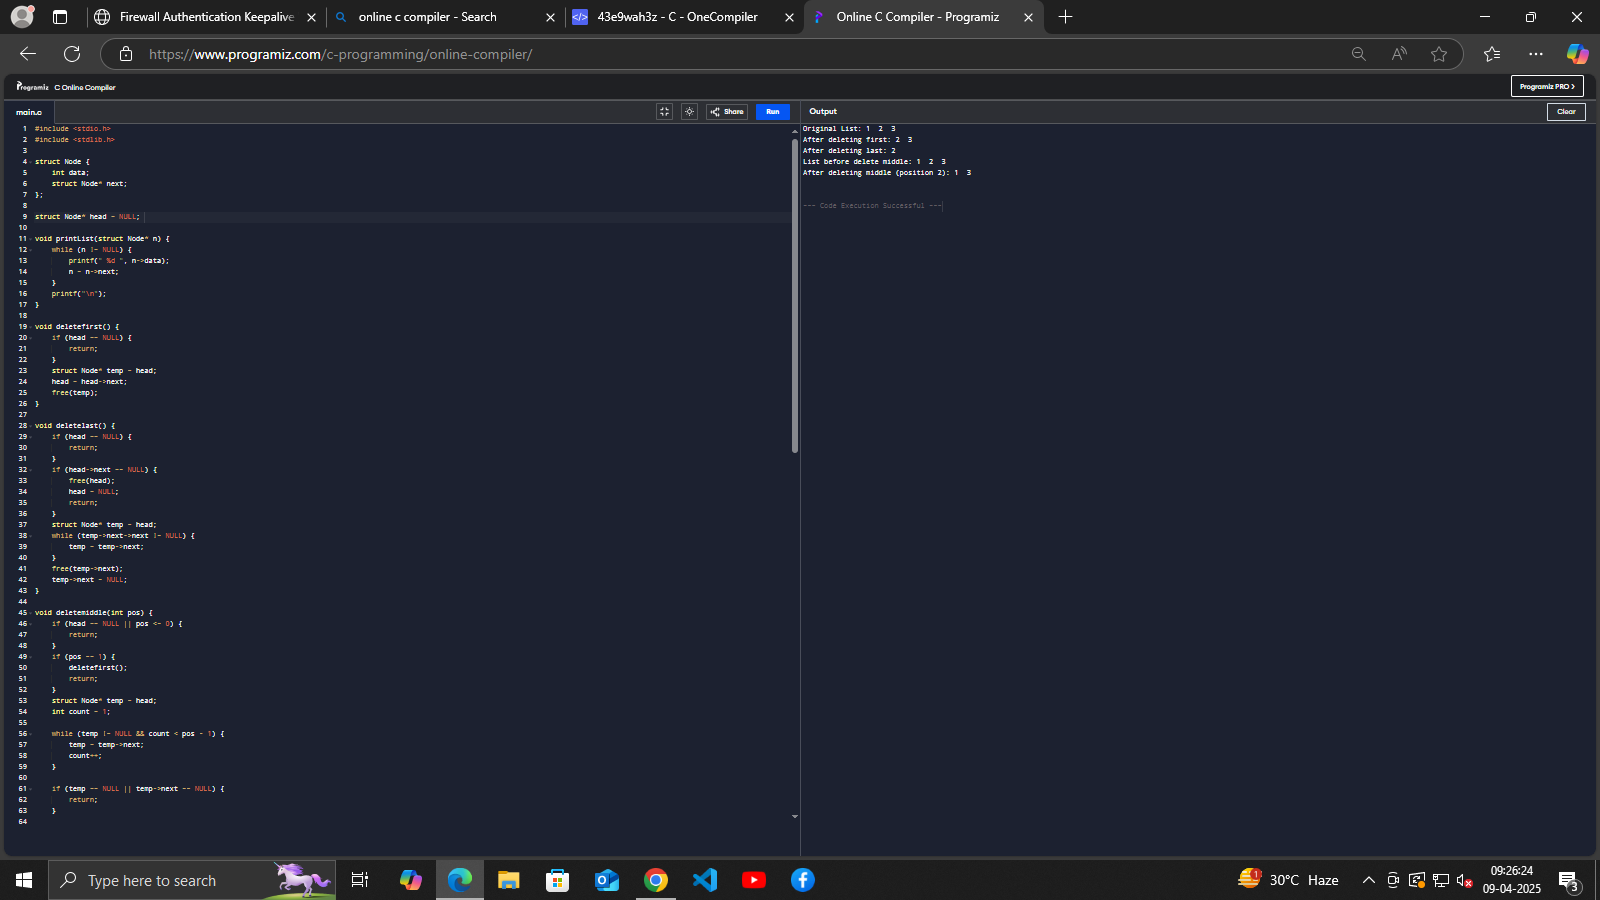 Firewall Authentication Keepalive
online c compiler - Search
43e9wah3z - C - OneCompiler
Online C Compiler - Programiz
https://www.programiz.com/c-programming/online-compiler/
Programiz C Online Compiler
Programiz PRO >
main.c
Share
Run
Output
Clear
1 #include <stdio.h>
2 #include <stdlib.h>
3
4 struct Node {
5 int data;
6 struct Node* next;
7 };
8
9 struct Node* head = NULL;
10
11 void printList(struct Node* n) {
12 while (n != NULL) {
13 printf(" %d ", n->data);
14 n = n->next;
15 }
16 printf("\n");
17 }
18
19 void deletefirst() {
20 if (head == NULL) {
21 return;
22 }
23 struct Node* temp = head;
24 head = head->next;
25 free(temp);
26 }
27
28 void deletelast() {
29 if (head == NULL) {
30 return;
31 }
32 if (head->next == NULL) {
33 free(head);
34 head = NULL;
35 return;
36 }
37 struct Node* temp = head;
38 while (temp->next->next != NULL) {
39 temp = temp->next;
40 }
41 free(temp->next);
42 temp->next = NULL;
43 }
44
45 void deletemiddle(int pos) {
46 if (head == NULL || pos <= 0) {
47 return;
48 }
49 if (pos == 1) {
50 deletefirst();
51 return;
52 }
53 struct Node* temp = head;
54 int count = 1;
55
56 while (temp != NULL && count < pos - 1) {
57 temp = temp->next;
58 count++;
59 }
60
61 if (temp == NULL || temp->next == NULL) {
62 return;
63 }
64
Original List: 1 2 3
After deleting first: 2 3
After deleting last: 2
List before delete middle: 1 2 3
After deleting middle (position 2): 1 3
=== Code Execution Successful ===
Type here to search
1
30°C Haze
09:26:24
09-04-2025
3